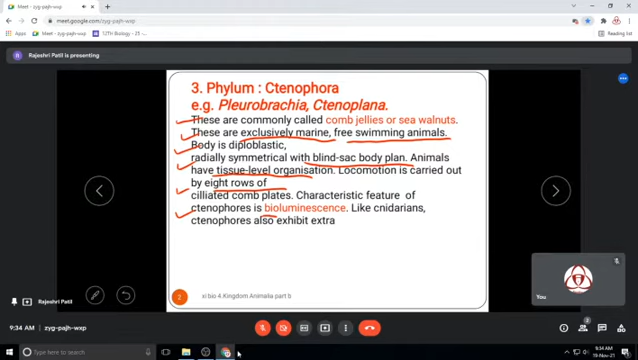 Meet - zyg-pajh-wxp
meet.google.com/zyg-pajh-wxp
Apps
Meet - zyg-pajh-wxp
12TH Biology - 25 -
Reading list
R
Rajeshri Patil is presenting
3. Phylum : Ctenophora
e.g. Pleurobrachia, Ctenoplana.
These are commonly called comb jellies or sea walnuts.
These are exclusively marine, free swimming animals.
Body is diploblastic,
radially symmetrical with blind-sac body plan. Animals
have tissue-level organisation. Locomotion is carried out
by eight rows of
cilliated comb plates. Characteristic feature of
ctenophores is bioluminescence. Like cnidarians,
ctenophores also exhibit extra
2
xi bio 4.Kingdom Animalia part b
Rajeshri Patil
You
9:34 AM | zyg-pajh-wxp
2
Type here to search
9:34 AM
19-Nov-21